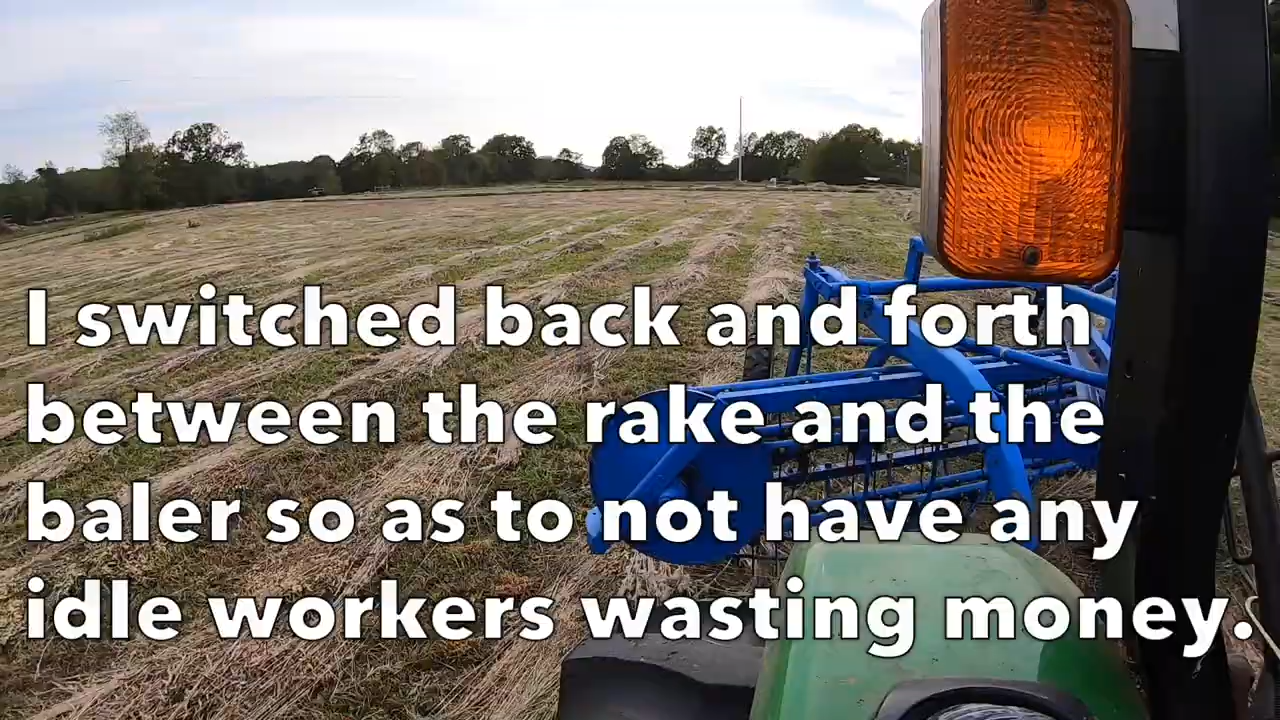 I switched back and forth
between the rake and the
baler so as to not have any
idle workers wasting money.